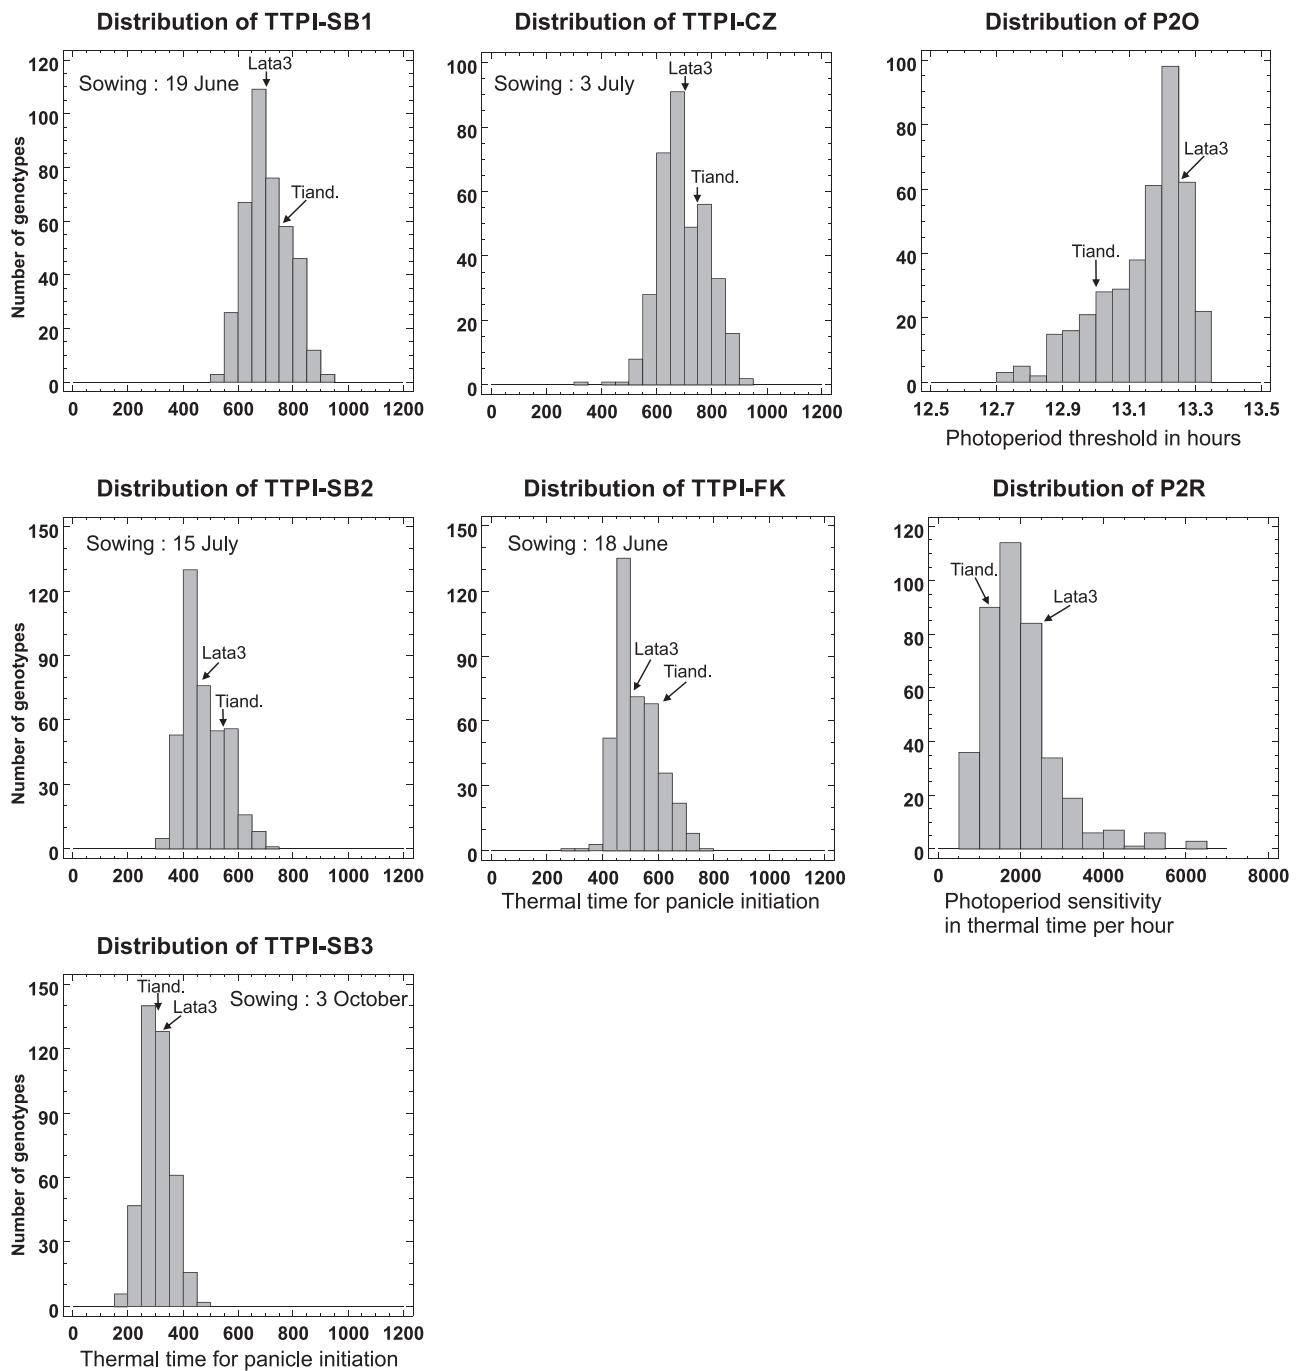 Distribution of TTPI-SB1
Number of genotypes
120
100
80
60
40
20
0
Sowing : 19 June
Lata3
Tiand.
0 200 400 600 800 1000 1200
Distribution of TTPI-CZ
100
80
60
40
20
0
Sowing : 3 July
Lata3
Tiand.
0 200 400 600 800 1000 1200
Distribution of P2O
100
80
60
40
20
0
Lata3
Tiand.
12.5 12.7 12.9 13.1 13.3 13.5
Photoperiod threshold in hours
Distribution of TTPI-SB2
Number of genotypes
150
120
90
60
30
0
Sowing : 15 July
Lata3
Tiand.
0 200 400 600 800 1000 1200
Distribution of TTPI-FK
150
120
90
60
30
0
Sowing : 18 June
Lata3
Tiand.
0 200 400 600 800 1000 1200
Thermal time for panicle initiation
Distribution of P2R
120
100
80
60
40
20
0
Tiand.
Lata3
0 2000 4000 6000 8000
Photoperiod sensitivity
in thermal time per hour
Distribution of TTPI-SB3
Number of genotypes
150
120
90
60
30
0
Tiand.
Lata3
Sowing : 3 October
0 200 400 600 800 1000 1200
Thermal time for panicle initiation